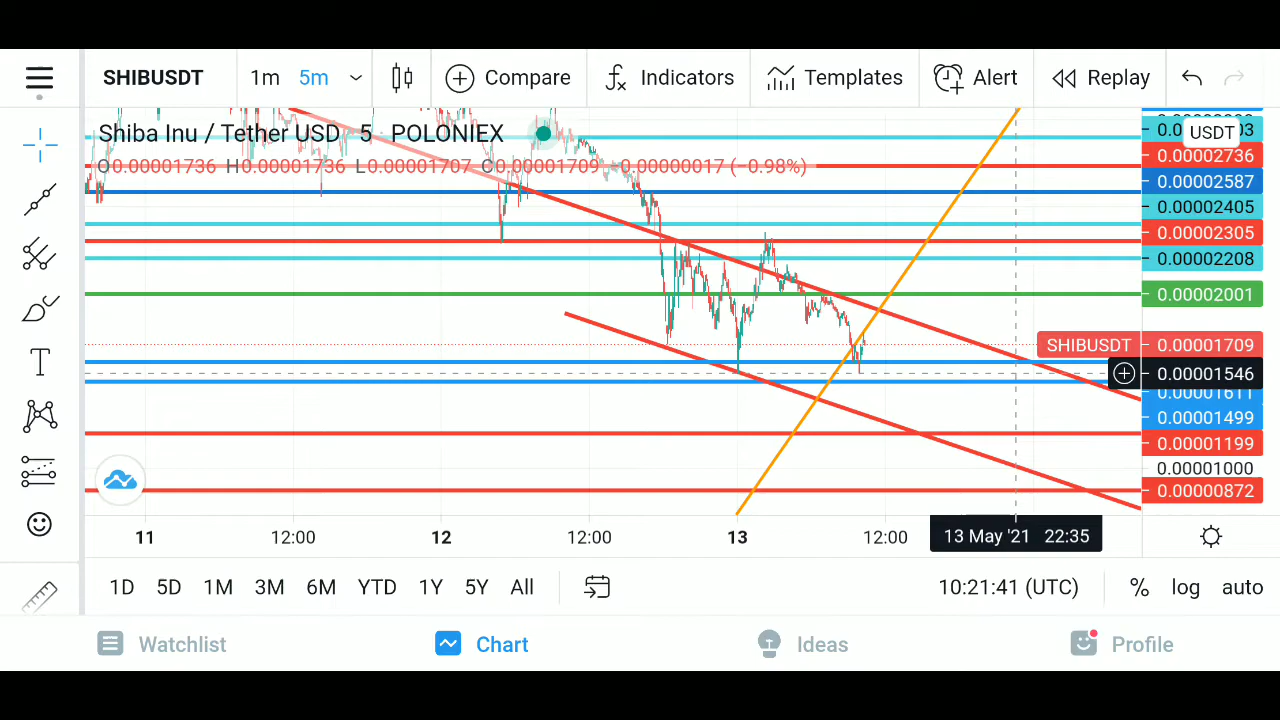 SHIBUSDT 1m 5m Compare Indicators Templates Alert Replay
Shiba Inu / Tether USD 5 POLONIEX
O0.00001736 H0.00001736 L0.00001707 C0.00001709 −0.00000017 (−0.98%)
USDT
0.00002736
0.00002587
0.00002405
0.00002305
0.00002208
0.00002001
SHIBUSDT 0.00001709
0.00001546
0.00001611
0.00001499
0.00001199
0.00001000
0.00000872
11 12:00 12 12:00 13 12:00 13 May '21 22:35
1D 5D 1M 3M 6M YTD 1Y 5Y All 10:21:41 (UTC) % log auto
Watchlist Chart Ideas Profile